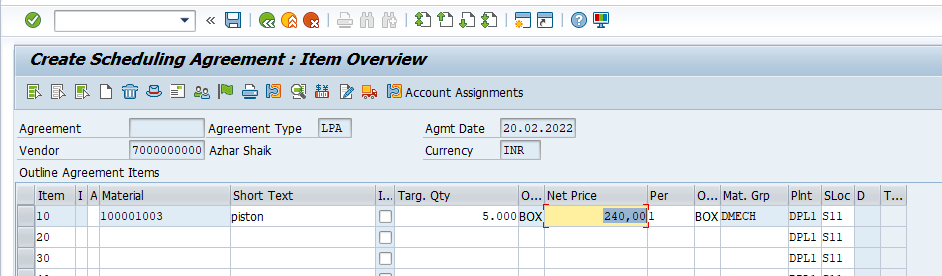 Create Scheduling Agreement : Item Overview
Account Assignments
Agreement Agreement Type LPA Agmt Date 20.02.2022
Vendor 7000000000 Azhar Shaik Currency INR
Outline Agreement Items
Item I A Material Short Text I... Targ. Qty O... Net Price Per O... Mat. Grp Plnt SLoc D T...
10 100001003 piston 5.000 BOX 240,00 1 BOX DMECH DPL1 S11
20 DPL1 S11
30 DPL1 S11